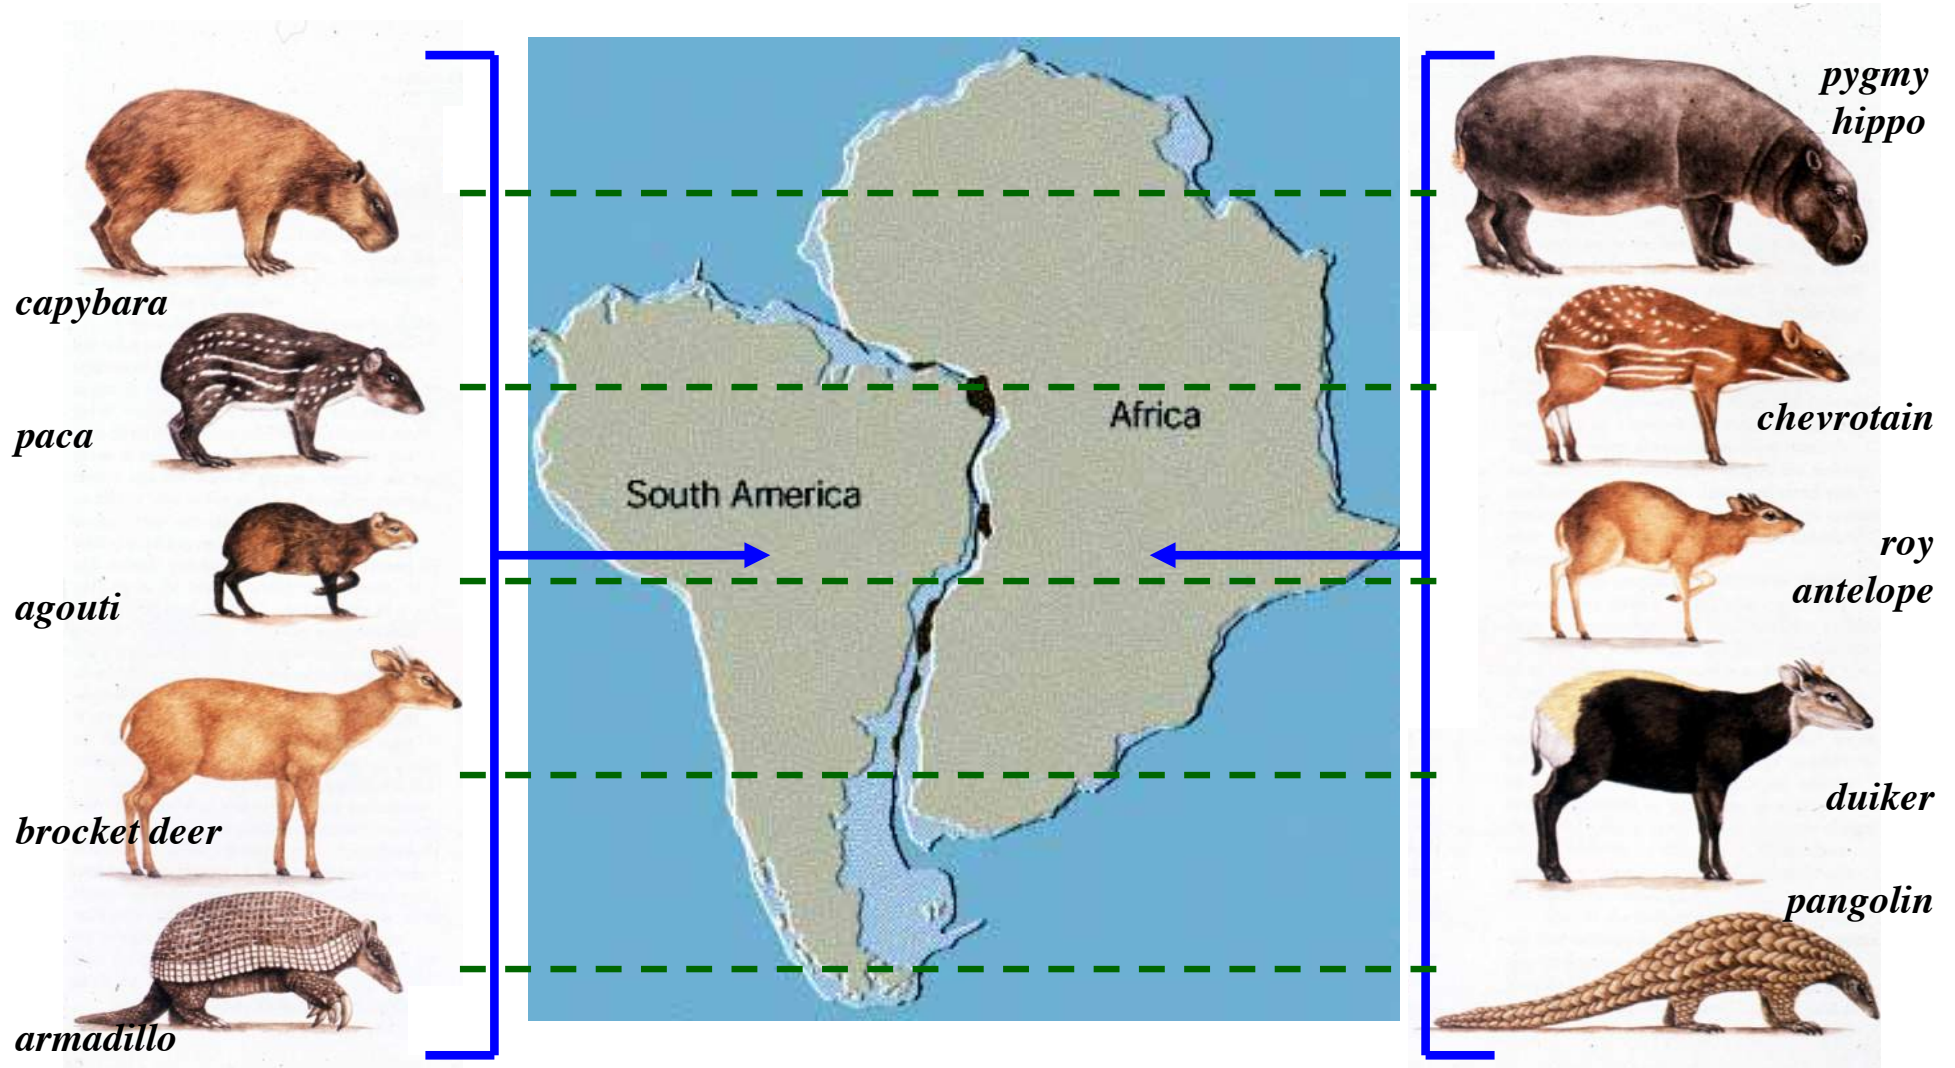 capybara
paca
agouti
brocket deer
armadillo
South America
Africa
pygmy
hippo
chevrotain
roy
antelope
duiker
pangolin